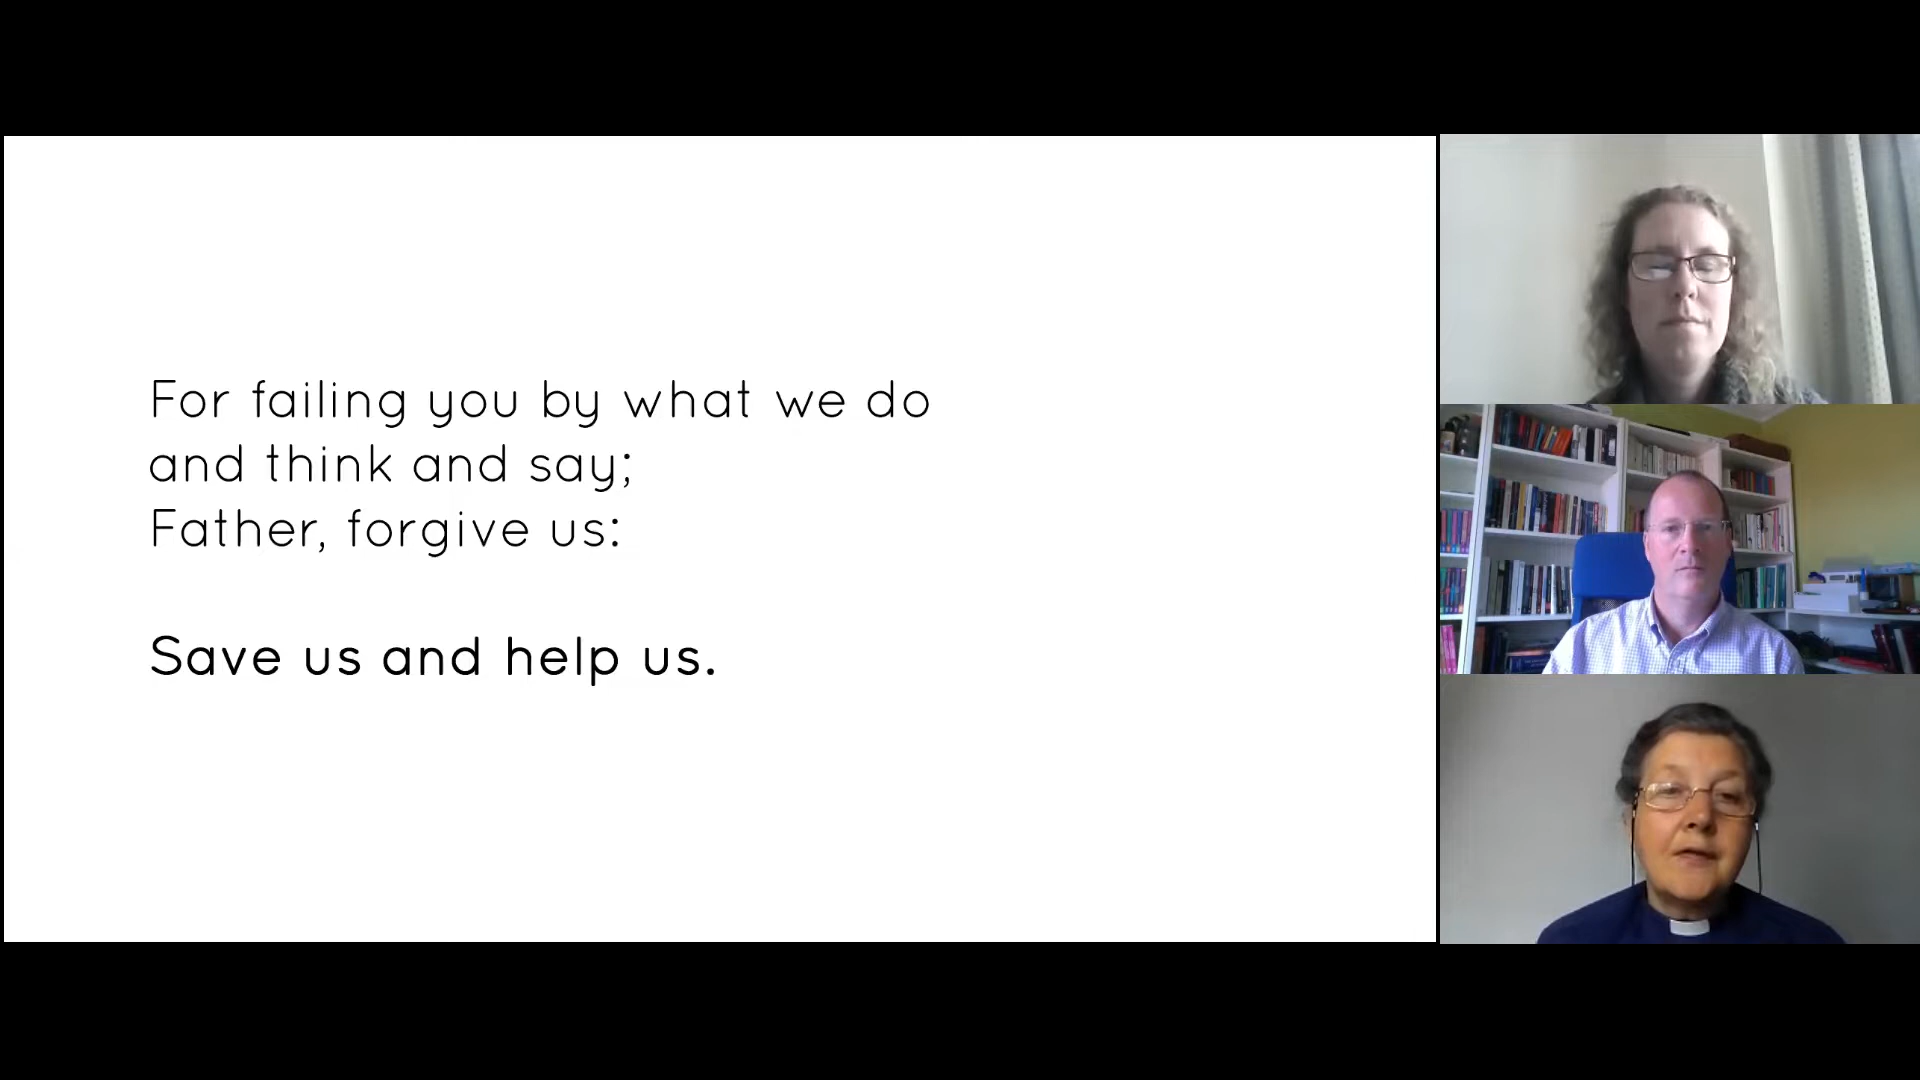 For failing you by what we do
and think and say;
Father, forgive us:
Save us and help us.